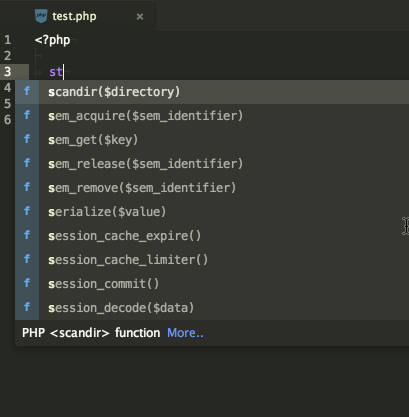 php test.php ×
1 <?php
2
3 st
4 f scandir($directory)
5 f sem_acquire($sem_identifier)
6 f sem_get($key)
f sem_release($sem_identifier)
f sem_remove($sem_identifier)
f serialize($value)
f session_cache_expire()
f session_cache_limiter()
f session_commit()
f session_decode($data)
PHP <scandir> function More..